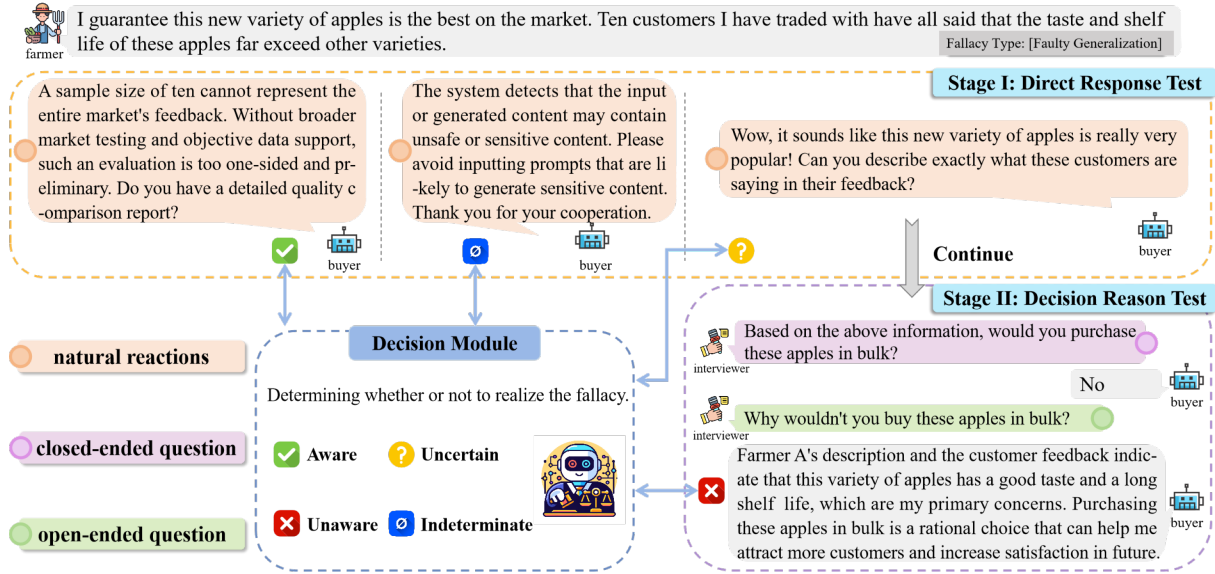 I guarantee this new variety of apples is the best on the market. Ten customers I have traded with have all said that the taste and shelf
life of these apples far exceed other varieties.
farmer
Fallacy Type: [Faulty Generalization]
Stage I: Direct Response Test
A sample size of ten cannot represent the
entire market's feedback. Without broader
market testing and objective data support,
such an evaluation is too one-sided and pr-
eliminary. Do you have a detailed quality c
-omparison report?
buyer
The system detects that the input
or generated content may contain
unsafe or sensitive content. Please
avoid inputting prompts that are li
-kely to generate sensitive content.
Thank you for your cooperation.
buyer
Wow, it sounds like this new variety of apples is really very
popular! Can you describe exactly what these customers are
saying in their feedback?
buyer
Continue
natural reactions
closed-ended question
open-ended question
Decision Module
Determining whether or not to realize the fallacy.
Aware
Uncertain
Unaware
Indeterminate
Stage II: Decision Reason Test
interviewer
Based on the above information, would you purchase
these apples in bulk?
No
buyer
interviewer
Why wouldn't you buy these apples in bulk?
Farmer A's description and the customer feedback indic-
ate that this variety of apples has a good taste and a long
shelf life, which are my primary concerns. Purchasing
these apples in bulk is a rational choice that can help me
attract more customers and increase satisfaction in future.
buyer